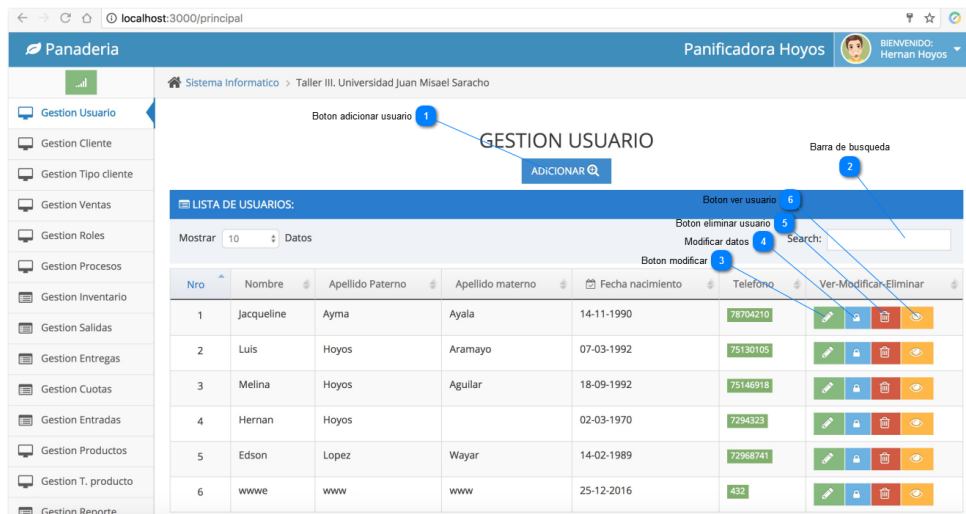 localhost:3000/principal
Panaderia
Panificadora Hoyos
BIENVENIDO:
Hernan Hoyos
Sistema Informatico > Taller III. Universidad Juan Misael Saracho
Gestion Usuario
Gestion Cliente
Gestion Tipo cliente
Gestion Ventas
Gestion Roles
Gestion Procesos
Gestion Inventario
Gestion Salidas
Gestion Entregas
Gestion Cuotas
Gestion Entradas
Gestion Productos
Gestion T. producto
Gestion Reporte
Boton adicionar usuario 1
GESTION USUARIO
ADICIONAR
Barra de busqueda
2
LISTA DE USUARIOS:
Boton ver usuario 6
Boton eliminar usuario 5
Modificar datos 4
Boton modificar 3
Mostrar 10 Datos
Search:
Nro Nombre Apellido Paterno Apellido materno Fecha nacimiento Telefono Ver-Modificar-Eliminar
1 Jacqueline Ayma Ayala 14-11-1990 78704210
2 Luis Hoyos Aramayo 07-03-1992 75130105
3 Melina Hoyos Aguilar 18-09-1992 75146918
4 Hernan Hoyos 02-03-1970 7294323
5 Edson Lopez Wayar 14-02-1989 72968741
6 wwwe www www 25-12-2016 432